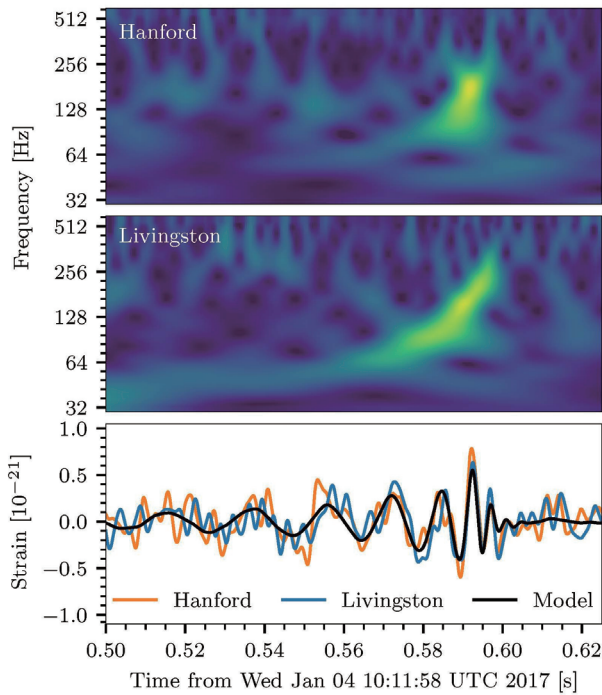 512
Hanford
256
128
64
32
Frequency [Hz]
512
Livingston
256
128
64
32
1.0
0.5
0.0
−0.5
−1.0
Strain [10−21]
Hanford Livingston Model
0.50 0.52 0.54 0.56 0.58 0.60 0.62
Time from Wed Jan 04 10:11:58 UTC 2017 [s]